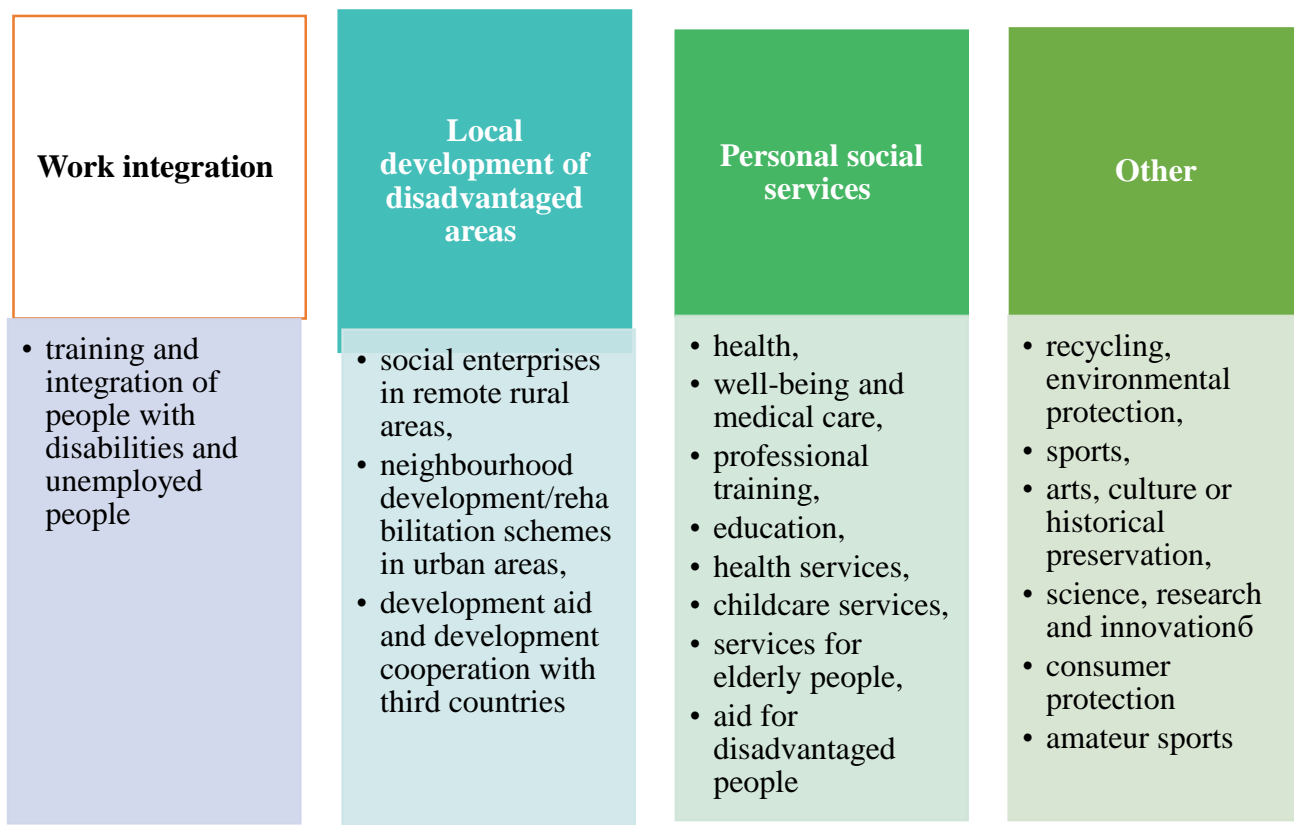 Work integration
• training and
integration of
people with
disabilities and
unemployed
people
Local
development of
disadvantaged
areas
• social enterprises
in remote rural
areas,
• neighbourhood
development/reha
bilitation schemes
in urban areas,
• development aid
and development
cooperation with
third countries
Personal social
services
• health,
• well-being and
medical care,
• professional
training,
• education,
• health services,
• childcare services,
• services for
elderly people,
• aid for
disadvantaged
people
Other
• recycling,
environmental
protection,
• sports,
• arts, culture or
historical
preservation,
• science, research
and innovationб
• consumer
protection
• amateur sports